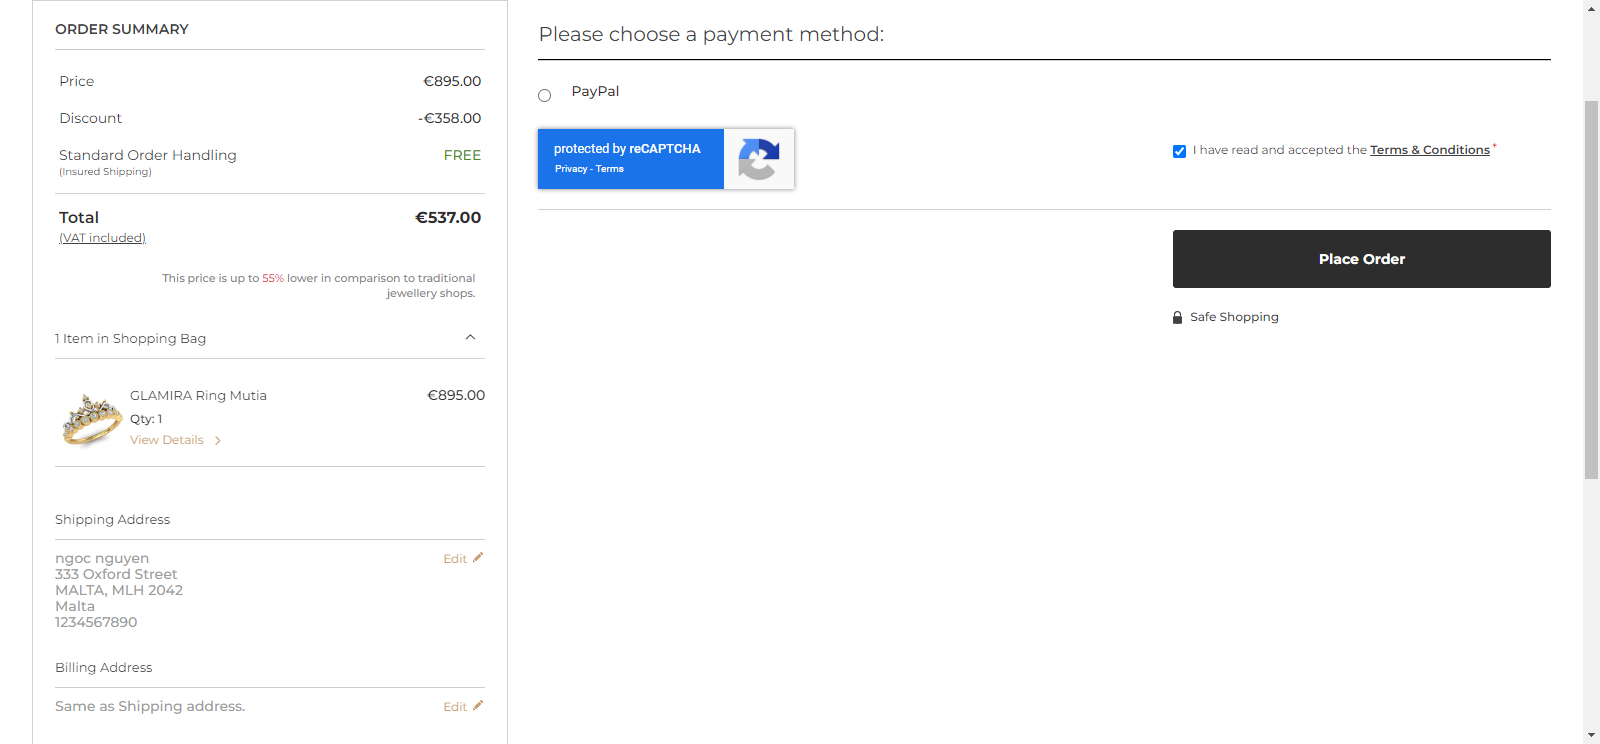 ORDER SUMMARY
Price €895.00
Discount -€358.00
Standard Order Handling FREE
(Insured Shipping)
Total €537.00
(VAT included)
This price is up to 55% lower in comparison to traditional
jewellery shops.
1 Item in Shopping Bag
GLAMIRA Ring Mutia €895.00
Qty: 1
View Details
Shipping Address
ngoc nguyen Edit
333 Oxford Street
MALTA, MLH 2042
Malta
1234567890
Billing Address
Same as Shipping address. Edit
Please choose a payment method:
PayPal
protected by reCAPTCHA
Privacy - Terms
I have read and accepted the Terms & Conditions *
Place Order
Safe Shopping